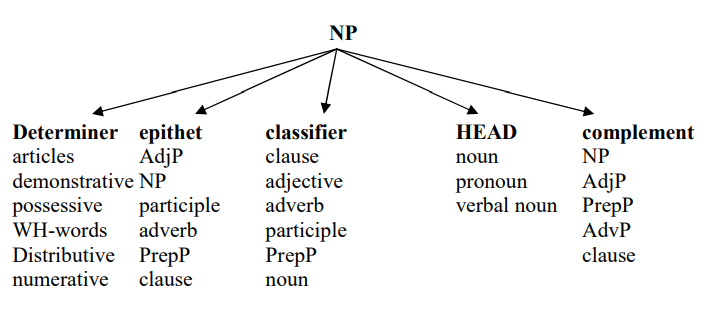 NP
Determiner epithet classifier HEAD complement
articles AdjP clause noun NP
demonstrative NP adjective pronoun AdjP
possessive participle adverb verbal noun PrepP
WH-words adverb participle AdvP
Distributive PrepP PrepP clause
numerative clause noun